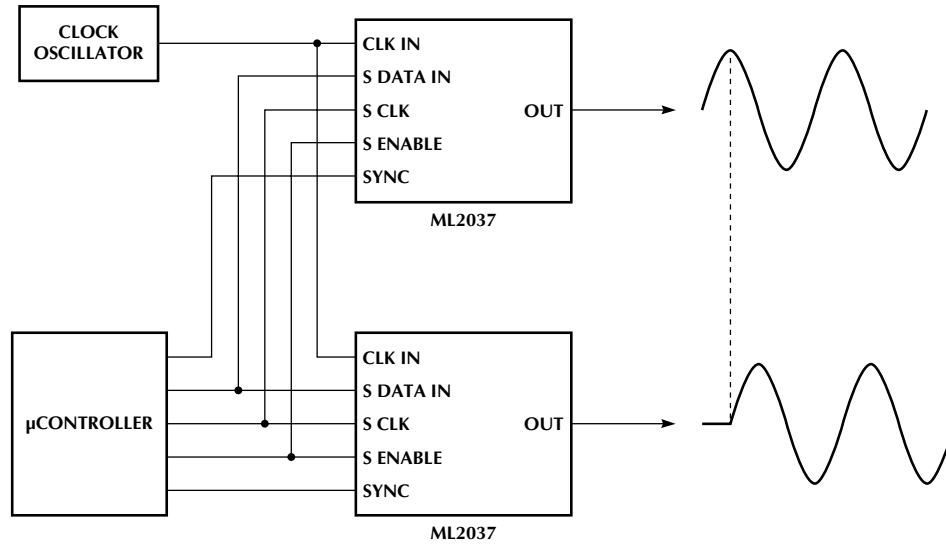 CLOCK
OSCILLATOR
CLK IN
S DATA IN
S CLK
S ENABLE
SYNC
OUT
ML2037
µCONTROLLER
CLK IN
S DATA IN
S CLK
S ENABLE
SYNC
OUT
ML2037